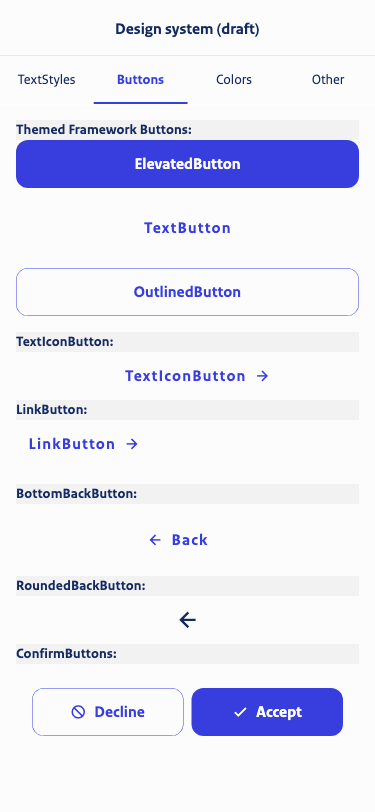 Design system (draft)
TextStyles Buttons Colors Other
Themed Framework Buttons:
ElevatedButton
TextButton
OutlinedButton
TextIconButton:
TextIconButton
LinkButton:
LinkButton
BottomBackButton:
Back
RoundedBackButton:
ConfirmButtons:
Decline Accept